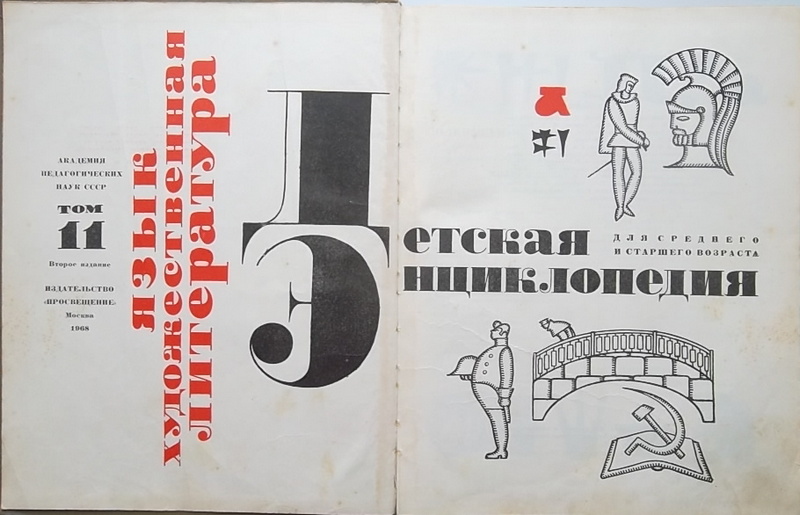 АКАДЕМИЯ
ПЕДАГОГИЧЕСКИХ
НАУК СССР
ТОМ
11
Второе издание
ИЗДАТЕЛЬСТВО
«ПРОСВЕЩЕНИЕ»
Москва
1968
ЯЗЫК
ХУДОЖЕСТВЕННАЯ
ЛИТЕРАТУРА
Детская
Энциклопедия
ДЛЯ СРЕДНЕГО
И СТАРШЕГО ВОЗРАСТА